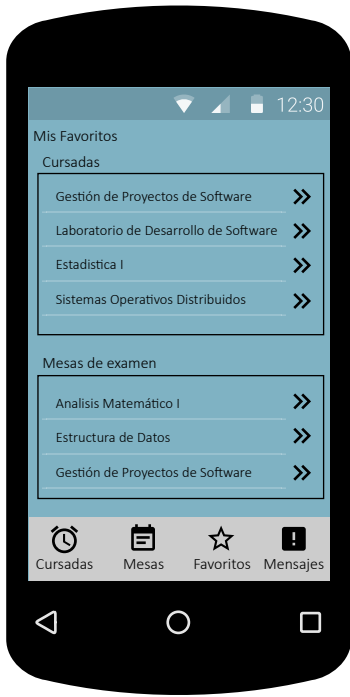 12:30
Mis Favoritos
Cursadas
Gestión de Proyectos de Software
Laboratorio de Desarrollo de Software
Estadistica I
Sistemas Operativos Distribuidos
Mesas de examen
Analisis Matemático I
Estructura de Datos
Gestión de Proyectos de Software
Cursadas Mesas Favoritos Mensajes